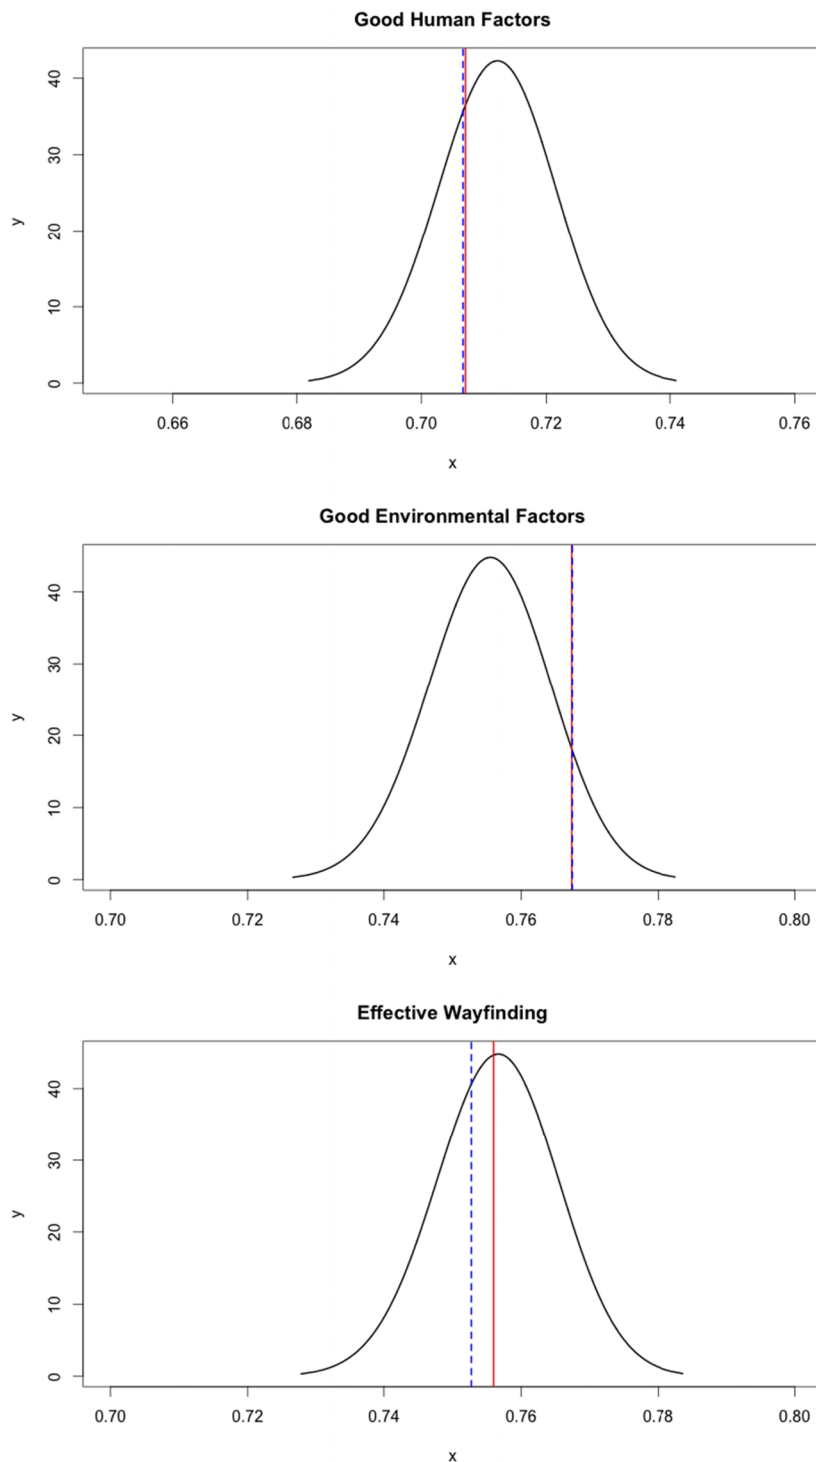 Good Human Factors
40
30
20
10
0
y
0.66 0.68 0.70 0.72 0.74 0.76
x
Good Environmental Factors
40
30
20
10
0
y
0.70 0.72 0.74 0.76 0.78 0.80
x
Effective Wayfinding
40
30
20
10
0
y
0.70 0.72 0.74 0.76 0.78 0.80
x